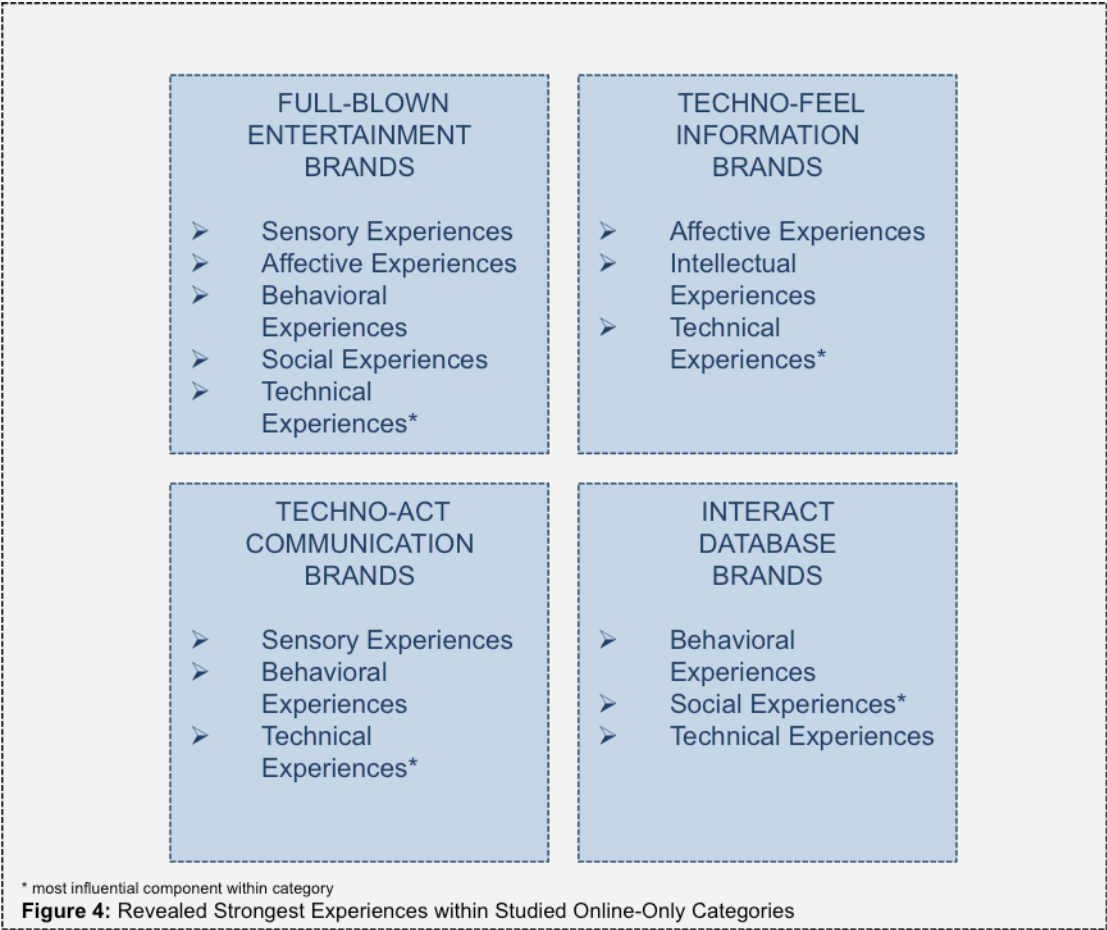 FULL-BLOWN
ENTERTAINMENT
BRANDS
➢ Sensory Experiences
➢ Affective Experiences
➢ Behavioral
Experiences
➢ Social Experiences
➢ Technical
Experiences*
TECHNO-FEEL
INFORMATION
BRANDS
➢ Affective Experiences
➢ Intellectual
Experiences
➢ Technical
Experiences*
TECHNO-ACT
COMMUNICATION
BRANDS
➢ Sensory Experiences
➢ Behavioral
Experiences
➢ Technical
Experiences*
INTERACT
DATABASE
BRANDS
➢ Behavioral
Experiences
➢ Social Experiences*
➢ Technical Experiences
* most influential component within category
Figure 4: Revealed Strongest Experiences within Studied Online-Only Categories